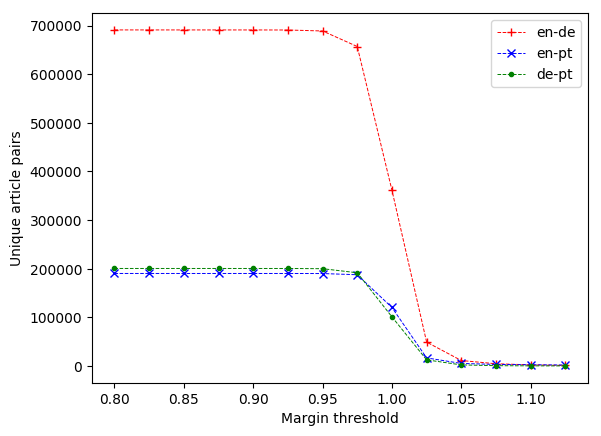 700000
600000
500000
400000
300000
200000
100000
0
Unique article pairs
0.80 0.85 0.90 0.95 1.00 1.05 1.10
Margin threshold
en-de
en-pt
de-pt